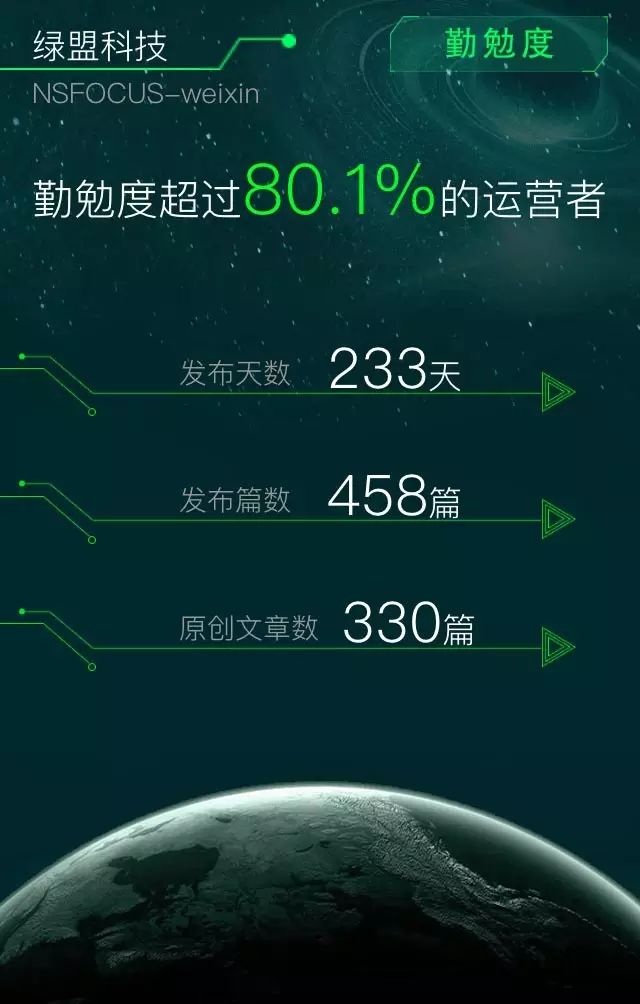 绿盟科技
勤勉度
NSFOCUS-weixin
勤勉度超过80.1%的运营者
发布天数 233天
发布篇数 458篇
原创文章数 330篇